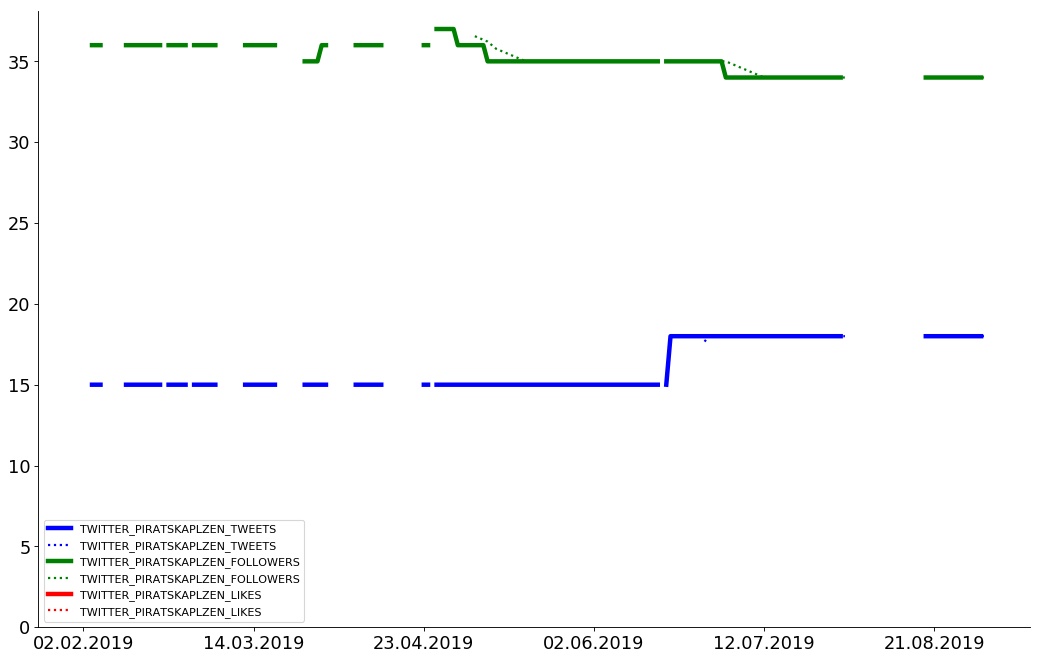 35
30
25
20
15
10
5
0
TWITTER_PIRATSKAPLZEN_TWEETS
TWITTER_PIRATSKAPLZEN_TWEETS
TWITTER_PIRATSKAPLZEN_FOLLOWERS
TWITTER_PIRATSKAPLZEN_FOLLOWERS
TWITTER_PIRATSKAPLZEN_LIKES
TWITTER_PIRATSKAPLZEN_LIKES
02.02.2019 14.03.2019 23.04.2019 02.06.2019 12.07.2019 21.08.2019